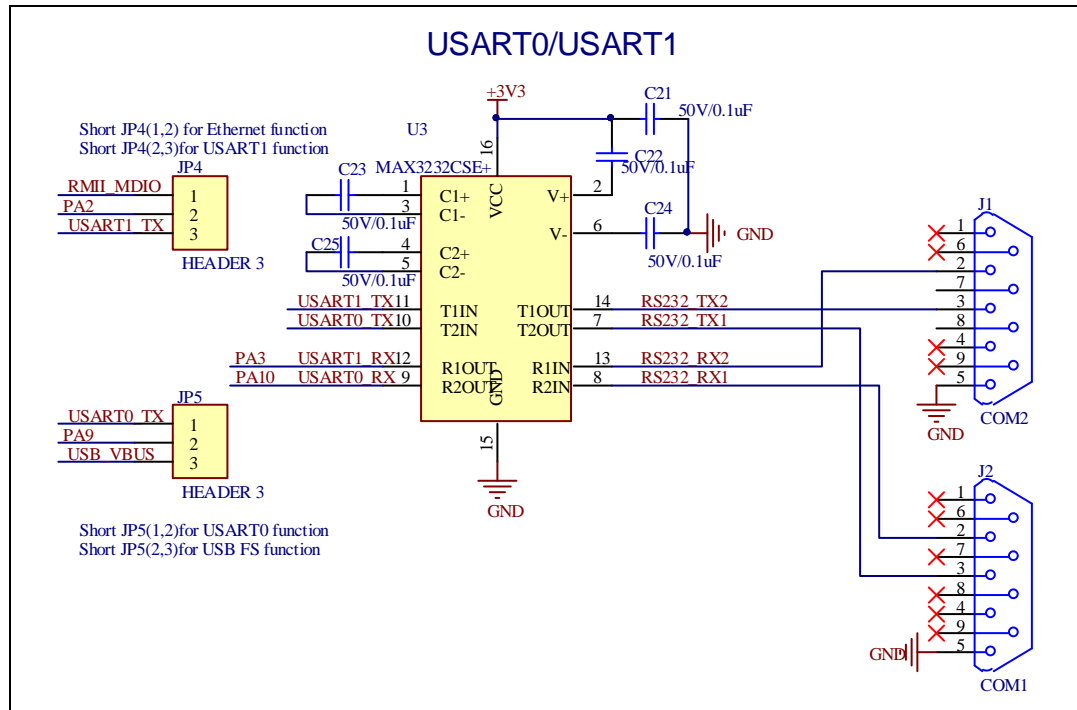 USART0/USART1
+3V3
C21
50V/0.1uF
Short JP4(1,2) for Ethernet function
Short JP4(2,3)for USART1 function
U3
16
C22
50V/0.1uF
JP4
C23
MAX3232CSE+
RMII_MDIO
1
PA2
2
USART1_TX
3
HEADER 3
50V/0.1uF
1
C1+
3
C1-
VCC
V+
2
C25
50V/0.1uF
4
C2+
5
C2-
V-
6
C24
50V/0.1uF
GND
USART1_TX
11
T1IN
T1OUT
14
RS232_TX2
USART0_TX
10
T2IN
T2OUT
7
RS232_TX1
PA3
USART1_RX
12
R1OUT
R1IN
13
RS232_RX2
PA10
USART0_RX
9
R2OUT
GND
R2IN
8
RS232_RX1
15
GND
J1
1
6
2
7
3
8
4
9
5
GND
COM2
JP5
USART0_TX
1
PA9
2
USB_VBUS
3
HEADER 3
Short JP5(1,2)for USART0 function
Short JP5(2,3)for USB FS function
J2
1
6
2
7
3
8
4
9
5
GND
COM1